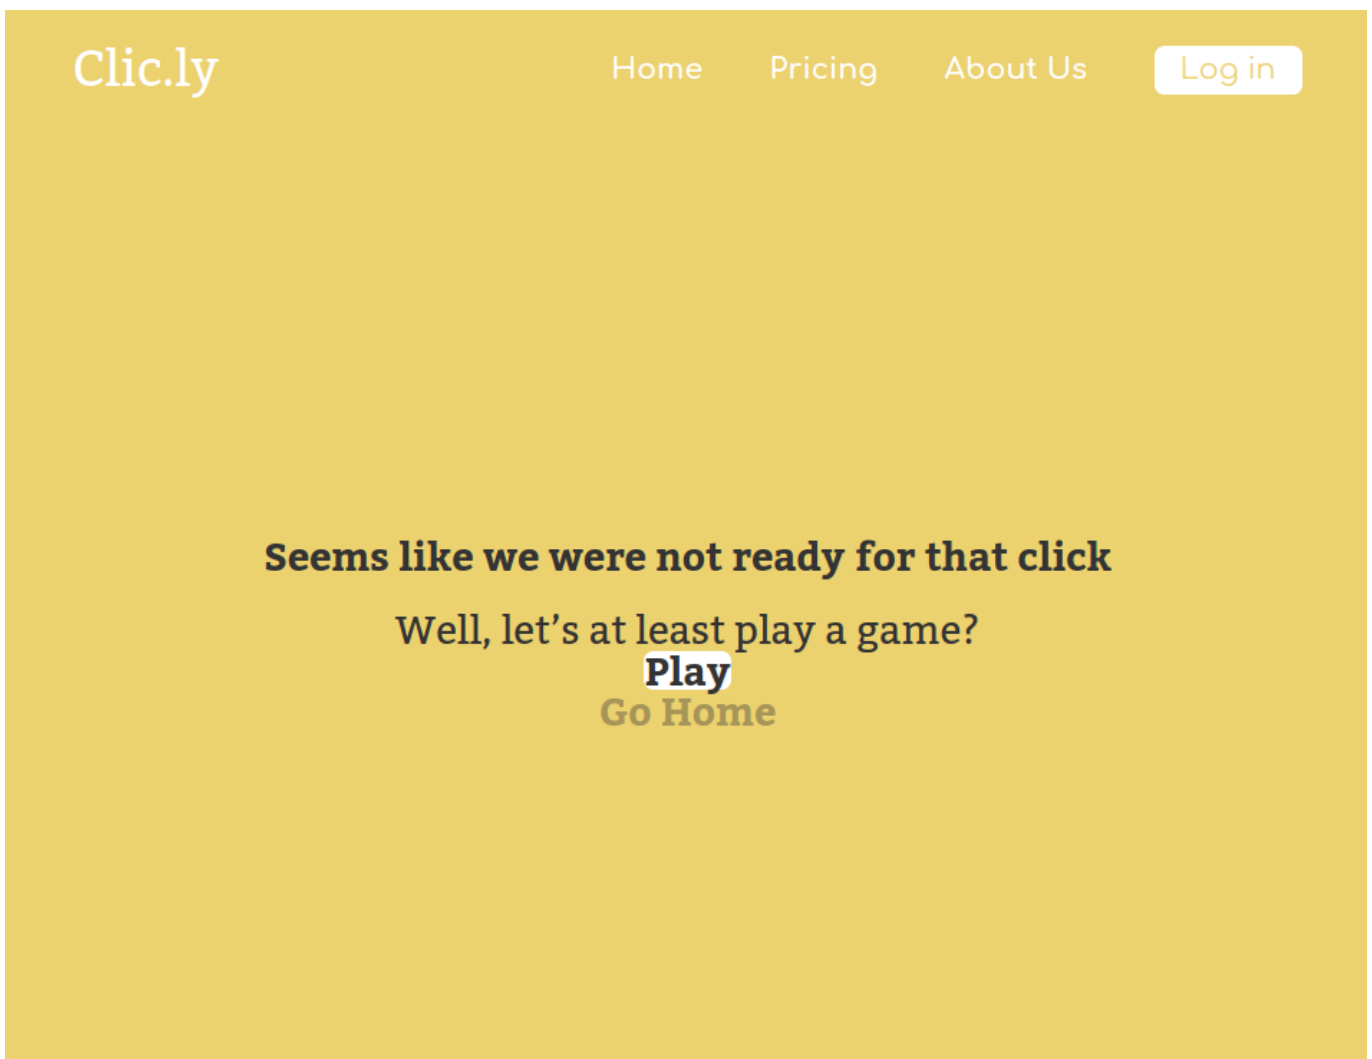 Clic.ly Home Pricing About Us Log in
Seems like we were not ready for that click
Well, let’s at least play a game?
Play
Go Home